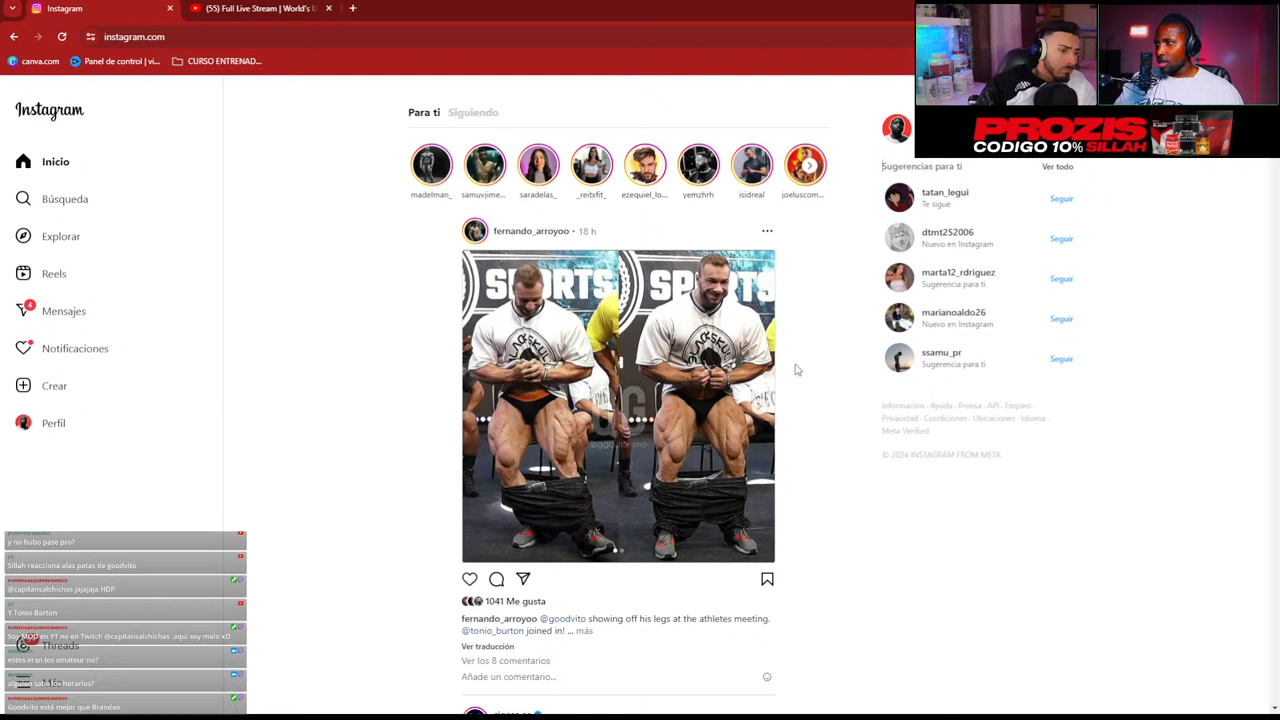 Instagram
(55) Full Live Stream | World's U
instagram.com
canva.com
Panel de control | vi...
CURSO ENTRENAD...
PROZIS
CODIGO 10% SILLAH
Instagram
Inicio
Búsqueda
Explorar
Reels
4
Mensajes
Notificaciones
Crear
Perfil
Threads
Para ti
Siguiendo
madelman_
samuvjime...
saradelas_
_reitxfit_
ezequiel_lo...
yemzhrh
isidreal
joeluscom...
fernando_arroyoo • 18 h
SPORTS
SPORTS
1041 Me gusta
fernando_arroyoo @goodvito showing off his legs at the athletes meeting.
@tonio_burton joined in! ... más
Ver traducción
Ver los 8 comentarios
Añade un comentario...
Sugerencias para ti
Ver todo
tatan_legui
Te sigue
Seguir
dtmt252006
Nuevo en Instagram
Seguir
marta12_rdriguez
Sugerencia para ti
Seguir
marianoaldo26
Nuevo en Instagram
Seguir
ssamu_pr
Sugerencia para ti
Seguir
Información · Ayuda · Prensa · API · Empleo ·
Privacidad · Condiciones · Ubicaciones · Idioma ·
Meta Verified
© 2024 INSTAGRAM FROM META
y no hubo pase pro?
Sillah reacciona alas patas de goodvito
@capitansalchichas jajajaja HDP
Y Tonio Barton
Soy MOD en YT no en Twitch @capitansalchichas .aqui soy malo xD
estos eran los amateur no?
alguien sabe los horarios?
Goodvito está mejor que Brandao